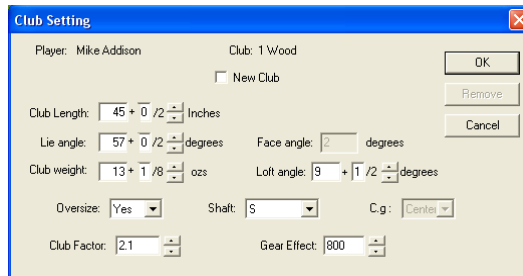 Club Setting
Player: Mike Addison Club: 1 Wood
New Club
OK
Remove
Cancel
Club Length: 45 + 0 /2 Inches
Lie angle: 57 + 0 /2 degrees Face angle: 2 degrees
Club weight: 13 + 1 /8 ozs Loft angle: 9 + 1 /2 degrees
Oversize: Yes Shaft: S C.g: Center
Club Factor: 2.1 Gear Effect: 800